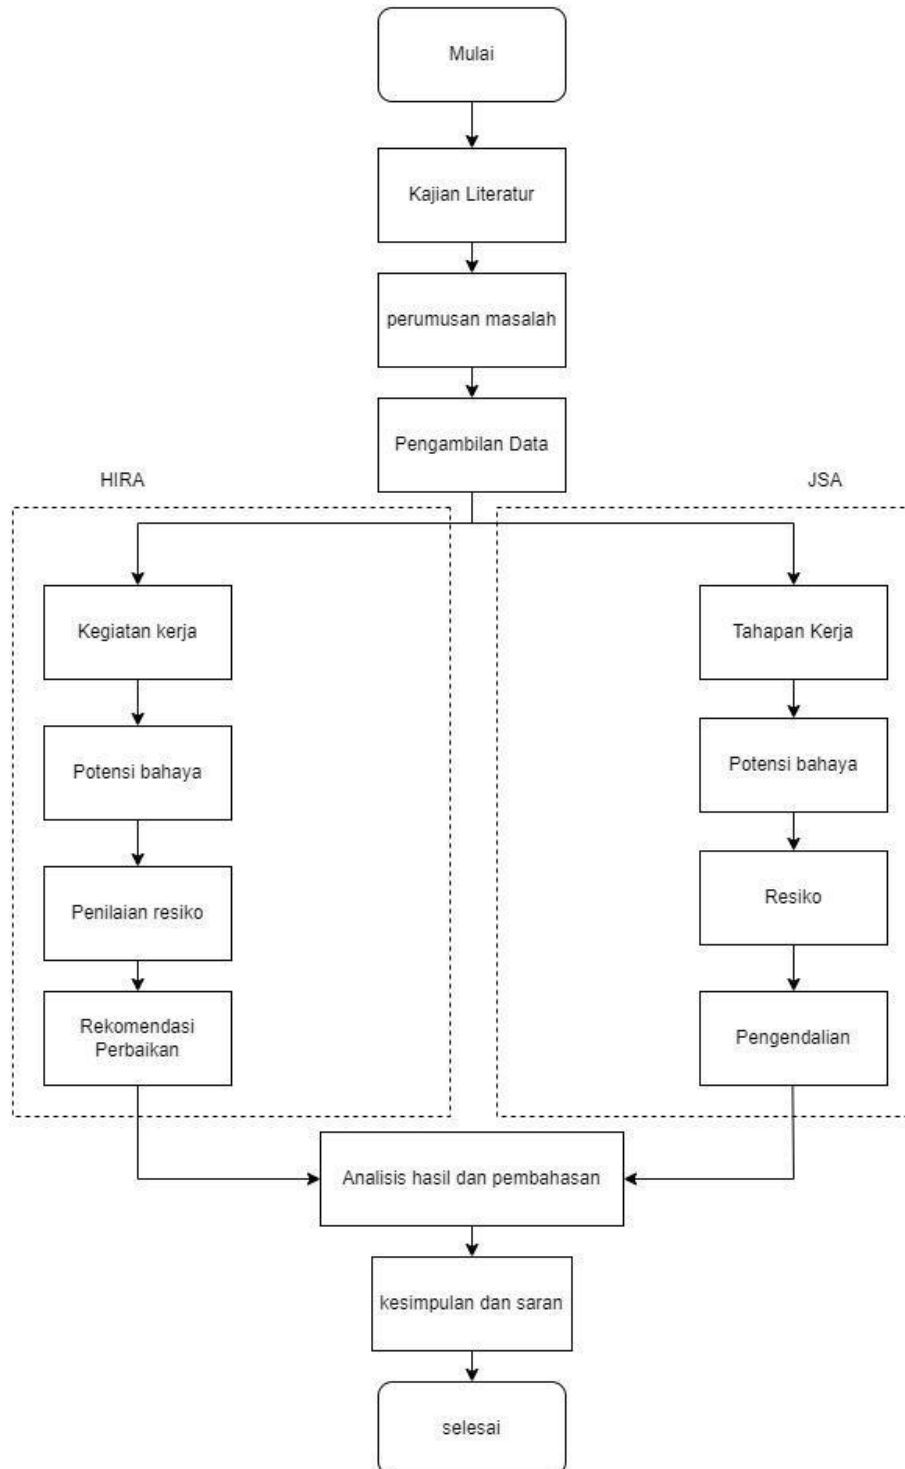 Mulai
Kajian Literatur
perumusan masalah
Pengambilan Data
HIRA
JSA
Kegiatan kerja
Tahapan Kerja
Potensi bahaya
Potensi bahaya
Penilaian resiko
Resiko
Rekomendasi
Perbaikan
Pengendalian
Analisis hasil dan pembahasan
kesimpulan dan saran
selesai